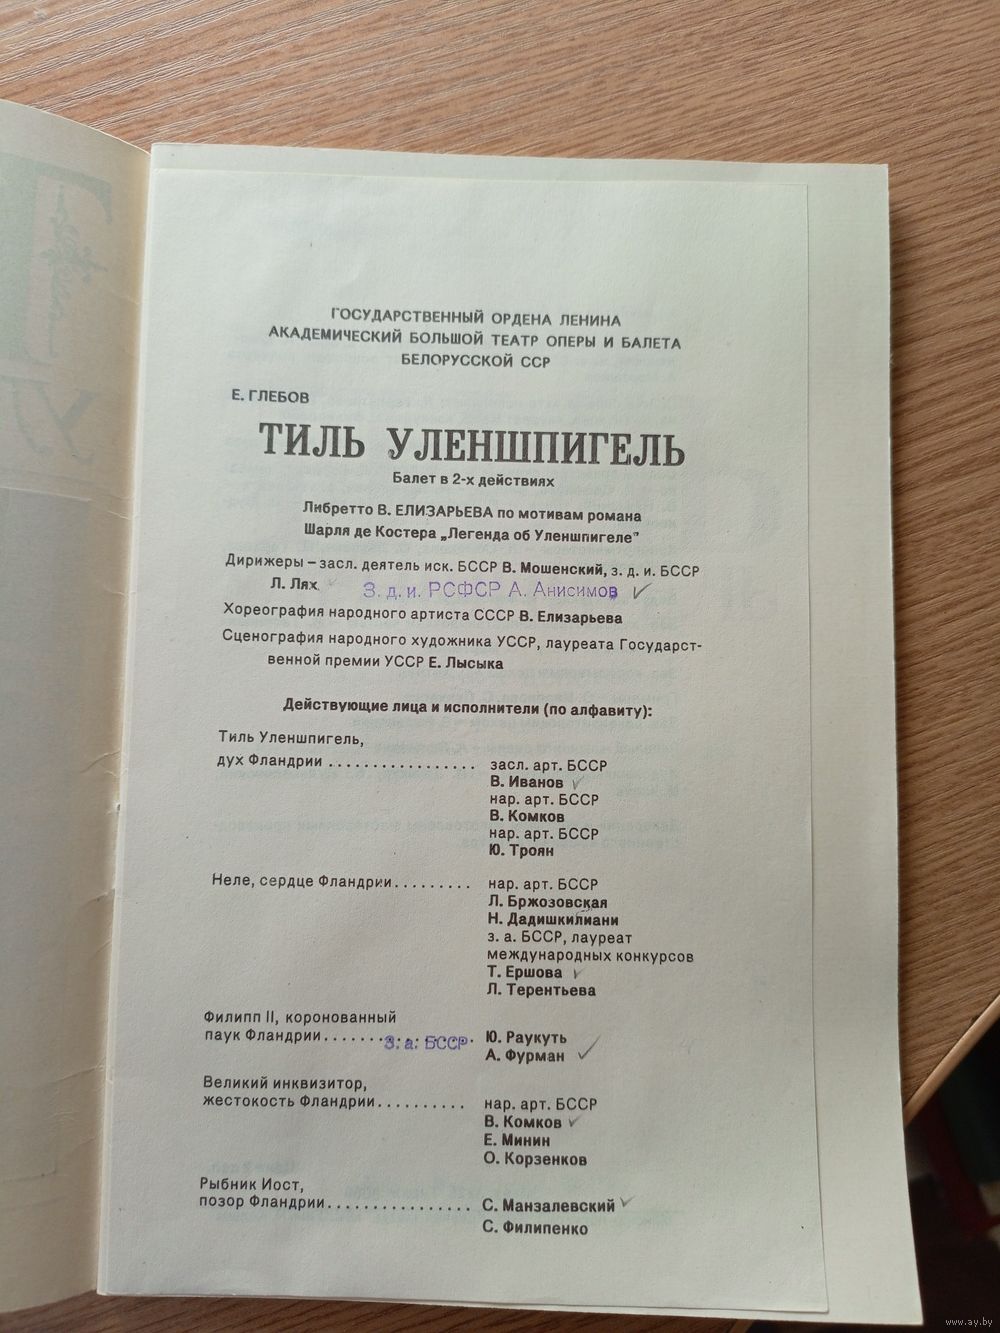 ГОСУДАРСТВЕННЫЙ ОРДЕНА ЛЕНИНА
АКАДЕМИЧЕСКИЙ БОЛЬШОЙ ТЕАТР ОПЕРЫ И БАЛЕТА
БЕЛОРУССКОЙ ССР
Е. ГЛЕБОВ
ТИЛЬ УЛЕНШПИГЕЛЬ
Балет в 2-х действиях
Либретто В. ЕЛИЗАРЬЕВА по мотивам романа
Шарля де Костера „Легенда об Уленшпигеле”
Дирижеры – засл. деятель иск. БССР В. Мошенский, з. д. и. БССР
Л. Лях З. д. и. РСФСР А. Анисимов
Хореография народного артиста СССР В. Елизарьева
Сценография народного художника УССР, лауреата Государст-
венной премии УССР Е. Лысыка
Действующие лица и исполнители (по алфавиту):
Тиль Уленшпигель,
дух Фландрии ................. засл. арт. БССР
В. Иванов
нар. арт. БССР
В. Комков
нар. арт. БССР
Ю. Троян
Неле, сердце Фландрии ......... нар. арт. БССР
Л. Бржозовская
Н. Дадишкилиани
з. а. БССР, лауреат
международных конкурсов
Т. Ершова
Л. Терентьева
Филипп II, коронованный
паук Фландрии ................. Ю. Раукуть
З. а. БССР А. Фурман
Великий инквизитор,
жестокость Фландрии .......... нар. арт. БССР
В. Комков
Е. Минин
О. Корзенков
Рыбник Иост,
позор Фландрии ................ С. Манзалевский
С. Филипенко
www.ay.by